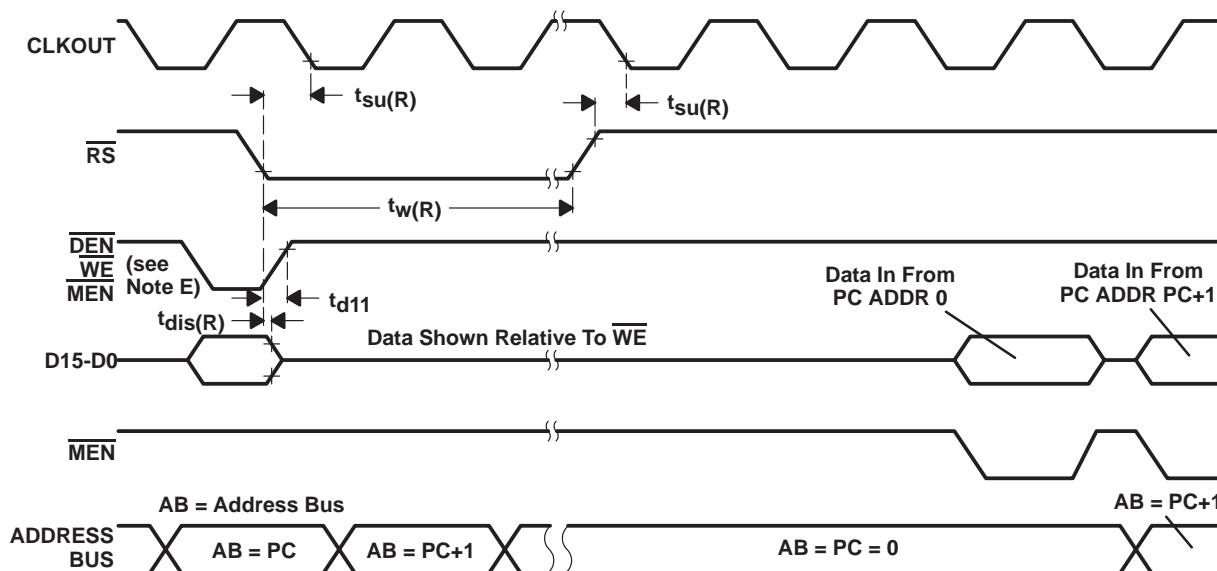 CLKOUT
tsu(R)
tsu(R)
RS
tw(R)
DEN
WE
MEN
(see
Note E)
td11
tdis(R)
Data In From
PC ADDR 0
Data In From
PC ADDR PC+1
Data Shown Relative To WE
D15-D0
MEN
AB = Address Bus
AB = PC+1
ADDRESS
BUS
AB = PC
AB = PC+1
AB = PC = 0